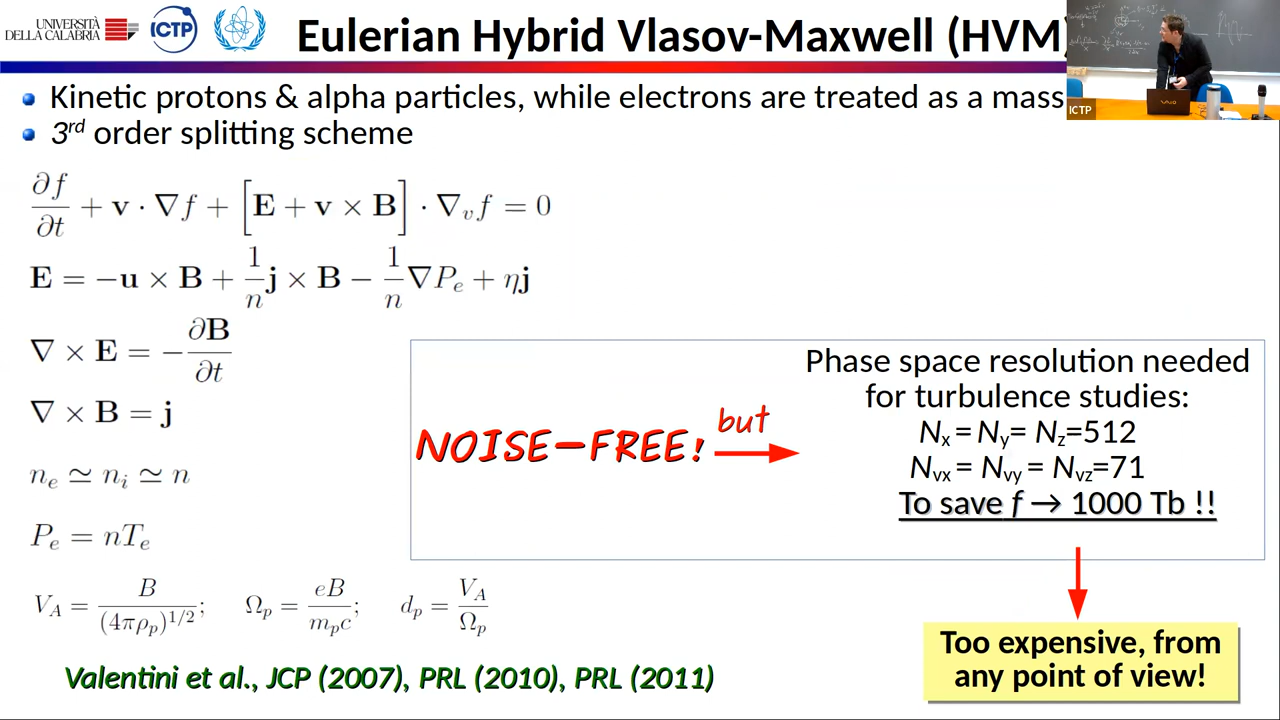 UNIVERSITÀ
DELLA CALABRIA
ICTP
Eulerian Hybrid Vlasov-Maxwell (HVM
Kinetic protons & alpha particles, while electrons are treated as a mass
3rd order splitting scheme
∂f/∂t + v · ∇f + [E + v × B] · ∇_v f = 0
E = −u × B + 1/n j × B − 1/n ∇P_e + ηj
∇ × E = −∂B/∂t
∇ × B = j
n_e ≃ n_i ≃ n
P_e = nT_e
V_A = B/(4πρ_p)^{1/2}; Ω_p = eB/m_p c; d_p = V_A/Ω_p
Valentini et al., JCP (2007), PRL (2010), PRL (2011)
NOISE-FREE!
but
Phase space resolution needed
for turbulence studies:
N_x = N_y = N_z=512
N_vx = N_vy = N_vz=71
To save f → 1000 Tb !!
Too expensive, from
any point of view!
ICTP
VAIO